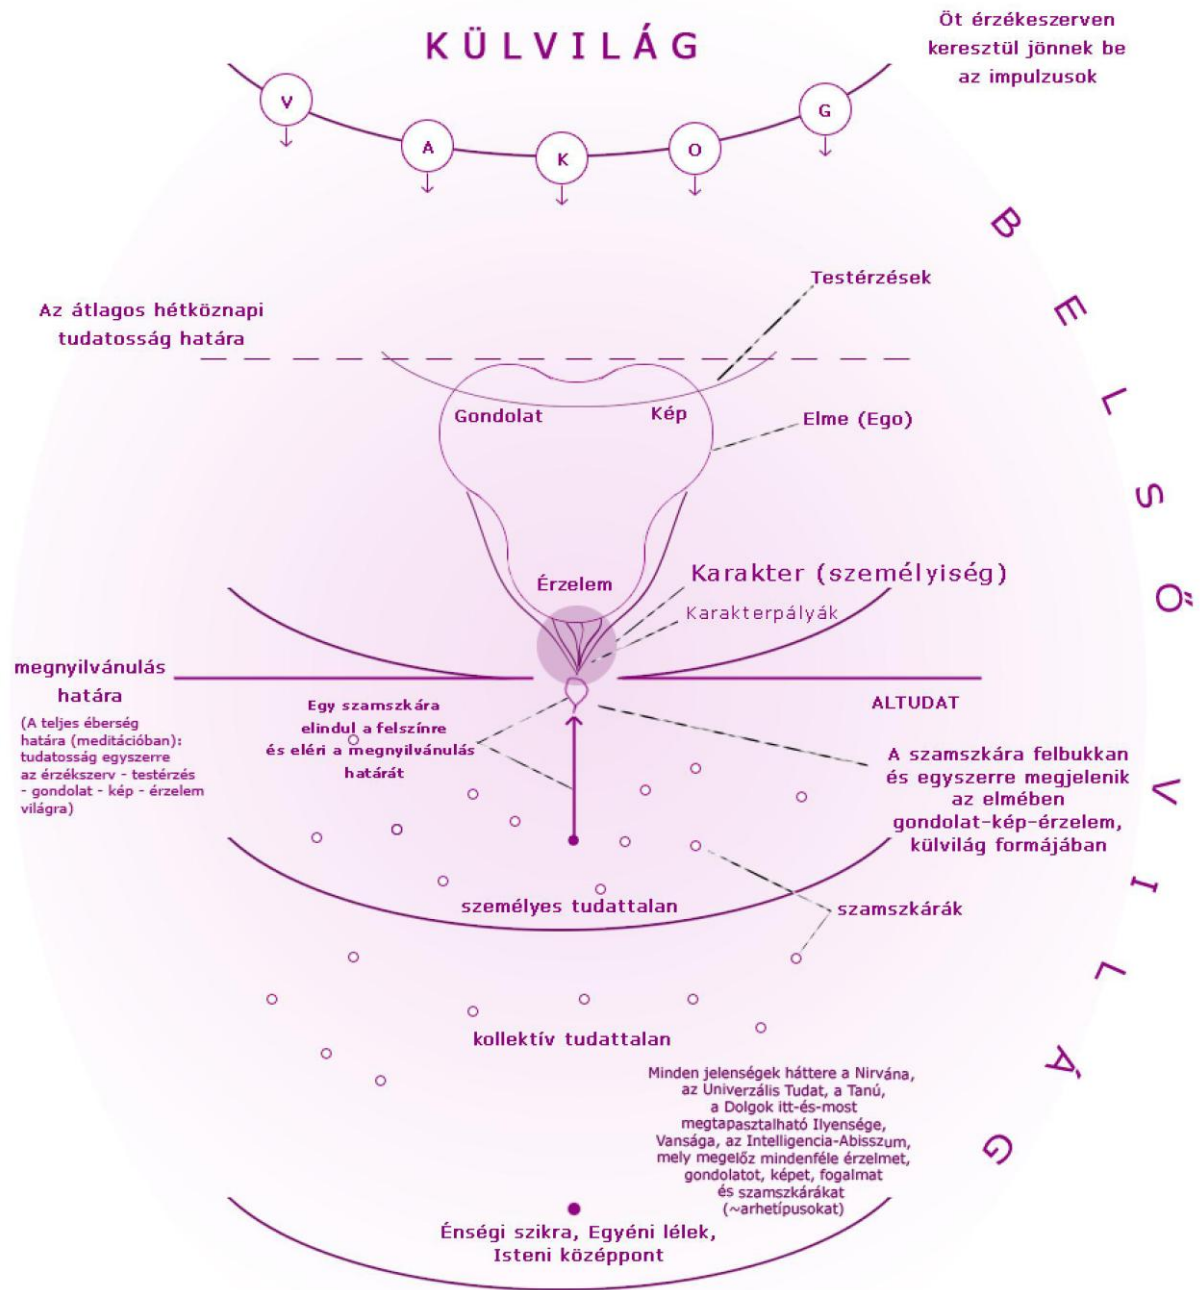 KÜLVILÁG
Öt érzékeszerven
keresztül jönnek be
az impulzusok
V
A
K
O
G
BELSŐ VILÁG
Testérzések
Az átlagos hétköznapi
tudatosság határa
Gondolat
Kép
Elme (Ego)
Érzelem
Karakter (személyiség)
Karakterpályák
megnyilvánulás
határa
(A teljes éberség
határa (meditációban):
tudatosság egyszerre
az érzékszerv - testérzés
- gondolat - kép - érzelem
világra)
Egy szamszkára
elindul a felszínre
és eléri a megnyilvánulás
határát
ALTUDAT
A szamszkára felbukkan
és egyszerre megjelenik
az elmében
gondolat-kép-érzelem,
külvilág formájában
személyes tudattalan
szamszkárák
kollektív tudattalan
Minden jelenségek háttere a Nirvána,
az Univerzális Tudat, a Tanú,
a Dolgok itt-és-most
megtapasztalható Ilyensége,
Vansága, az Intelligencia-Abisszum,
mely megelőz mindenféle érzelmet,
gondolatot, képet, fogalmat
és szamszkárákat
(~arhetípusokat)
Énségi szikra, Egyéni lélek,
Isteni középpont